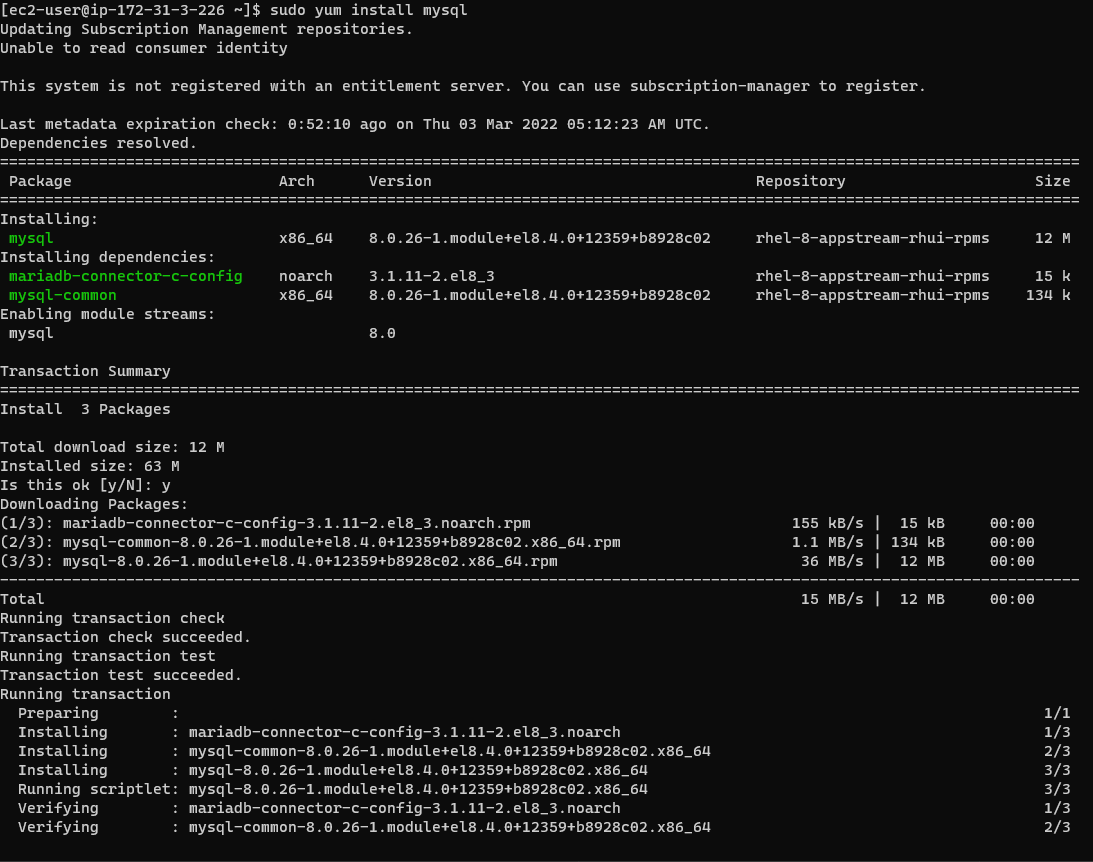 [ec2-user@ip-172-31-3-226 ~]$ sudo yum install mysql
Updating Subscription Management repositories.
Unable to read consumer identity

This system is not registered with an entitlement server. You can use subscription-manager to register.

Last metadata expiration check: 0:52:10 ago on Thu 03 Mar 2022 05:12:23 AM UTC.
Dependencies resolved.
========================================================================================================================
 Package                      Arch      Version                                    Repository                     Size
========================================================================================================================
Installing:
 mysql                        x86_64    8.0.26-1.module+el8.4.0+12359+b8928c02     rhel-8-appstream-rhui-rpms     12 M
Installing dependencies:
 mariadb-connector-c-config   noarch    3.1.11-2.el8_3                             rhel-8-appstream-rhui-rpms     15 k
 mysql-common                 x86_64    8.0.26-1.module+el8.4.0+12359+b8928c02     rhel-8-appstream-rhui-rpms    134 k
Enabling module streams:
 mysql                                  8.0

Transaction Summary
========================================================================================================================
Install  3 Packages

Total download size: 12 M
Installed size: 63 M
Is this ok [y/N]: y
Downloading Packages:
(1/3): mariadb-connector-c-config-3.1.11-2.el8_3.noarch.rpm                             155 kB/s |  15 kB     00:00
(2/3): mysql-common-8.0.26-1.module+el8.4.0+12359+b8928c02.x86_64.rpm                   1.1 MB/s | 134 kB     00:00
(3/3): mysql-8.0.26-1.module+el8.4.0+12359+b8928c02.x86_64.rpm                           36 MB/s |  12 MB     00:00
------------------------------------------------------------------------------------------------------------------------
Total                                                                                    15 MB/s |  12 MB     00:00
Running transaction check
Transaction check succeeded.
Running transaction test
Transaction test succeeded.
Running transaction
  Preparing        :                                                                                                1/1
  Installing       : mariadb-connector-c-config-3.1.11-2.el8_3.noarch                                               1/3
  Installing       : mysql-common-8.0.26-1.module+el8.4.0+12359+b8928c02.x86_64                                     2/3
  Installing       : mysql-8.0.26-1.module+el8.4.0+12359+b8928c02.x86_64                                            3/3
  Running scriptlet: mysql-8.0.26-1.module+el8.4.0+12359+b8928c02.x86_64                                            3/3
  Verifying        : mariadb-connector-c-config-3.1.11-2.el8_3.noarch                                               1/3
  Verifying        : mysql-common-8.0.26-1.module+el8.4.0+12359+b8928c02.x86_64                                     2/3